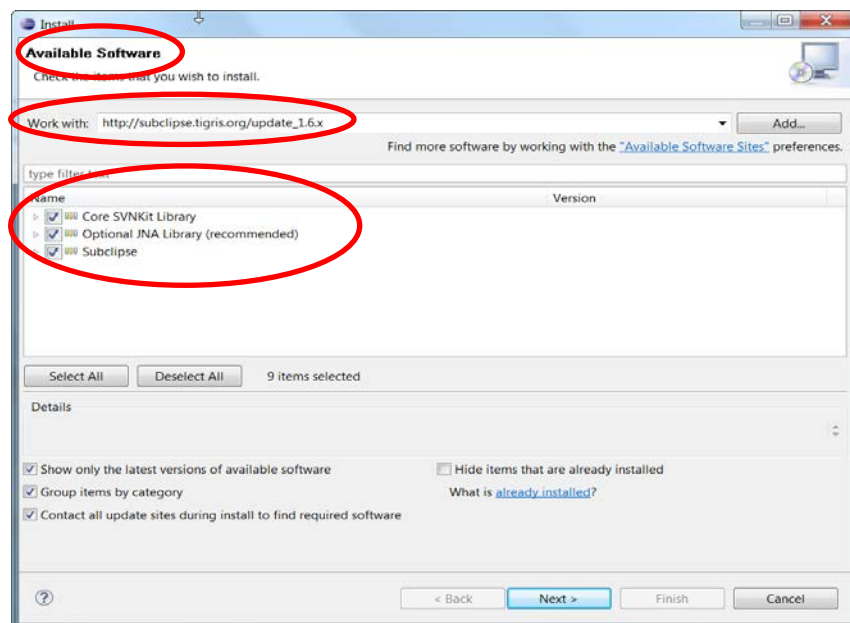 Install
Available Software
Check the items that you wish to install.
Work with: http://subclipse.tigris.org/update_1.6.x Add...
Find more software by working with the "Available Software Sites" preferences.
type filter text
Name Version
Core SVNKit Library
Optional JNA Library (recommended)
Subclipse
Select All Deselect All 9 items selected
Details
Show only the latest versions of available software Hide items that are already installed
Group items by category What is already installed?
Contact all update sites during install to find required software
< Back Next > Finish Cancel